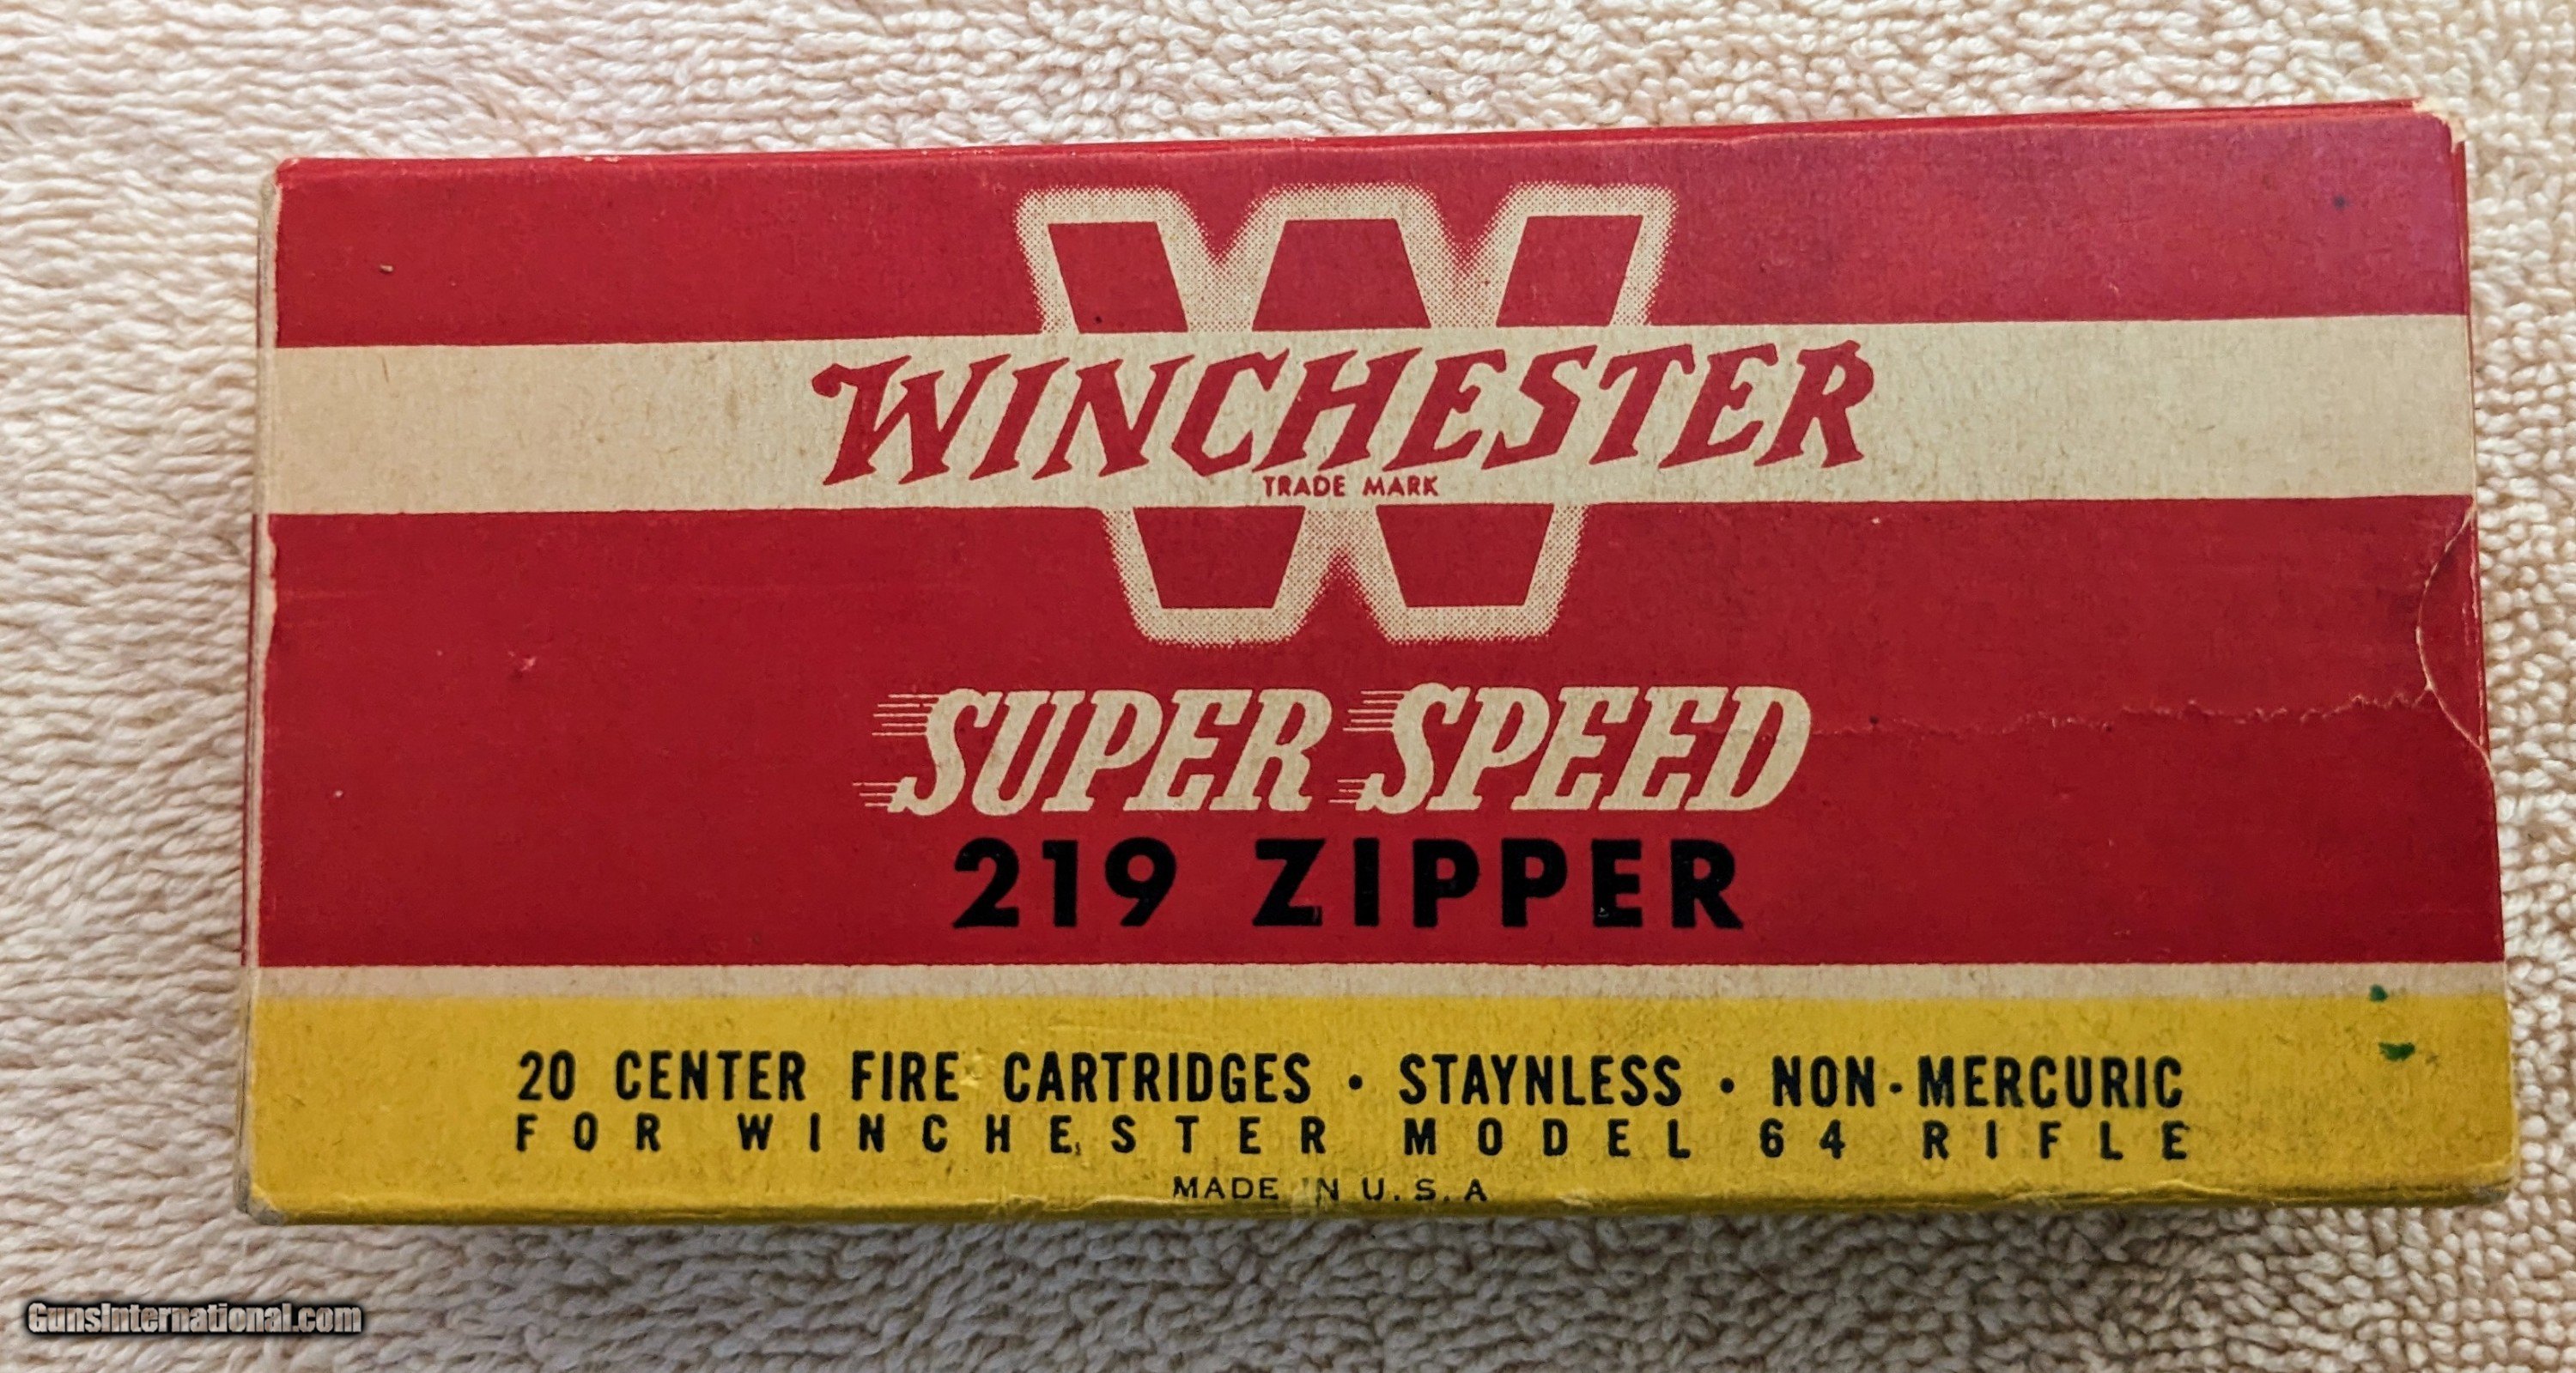 W
WINCHESTER
TRADE MARK
SUPER SPEED
219 ZIPPER
20 CENTER FIRE CARTRIDGES · STAYNLESS · NON-MERCURIC
FOR WINCHESTER MODEL 64 RIFLE
MADE IN U. S. A
GunsInternational.com